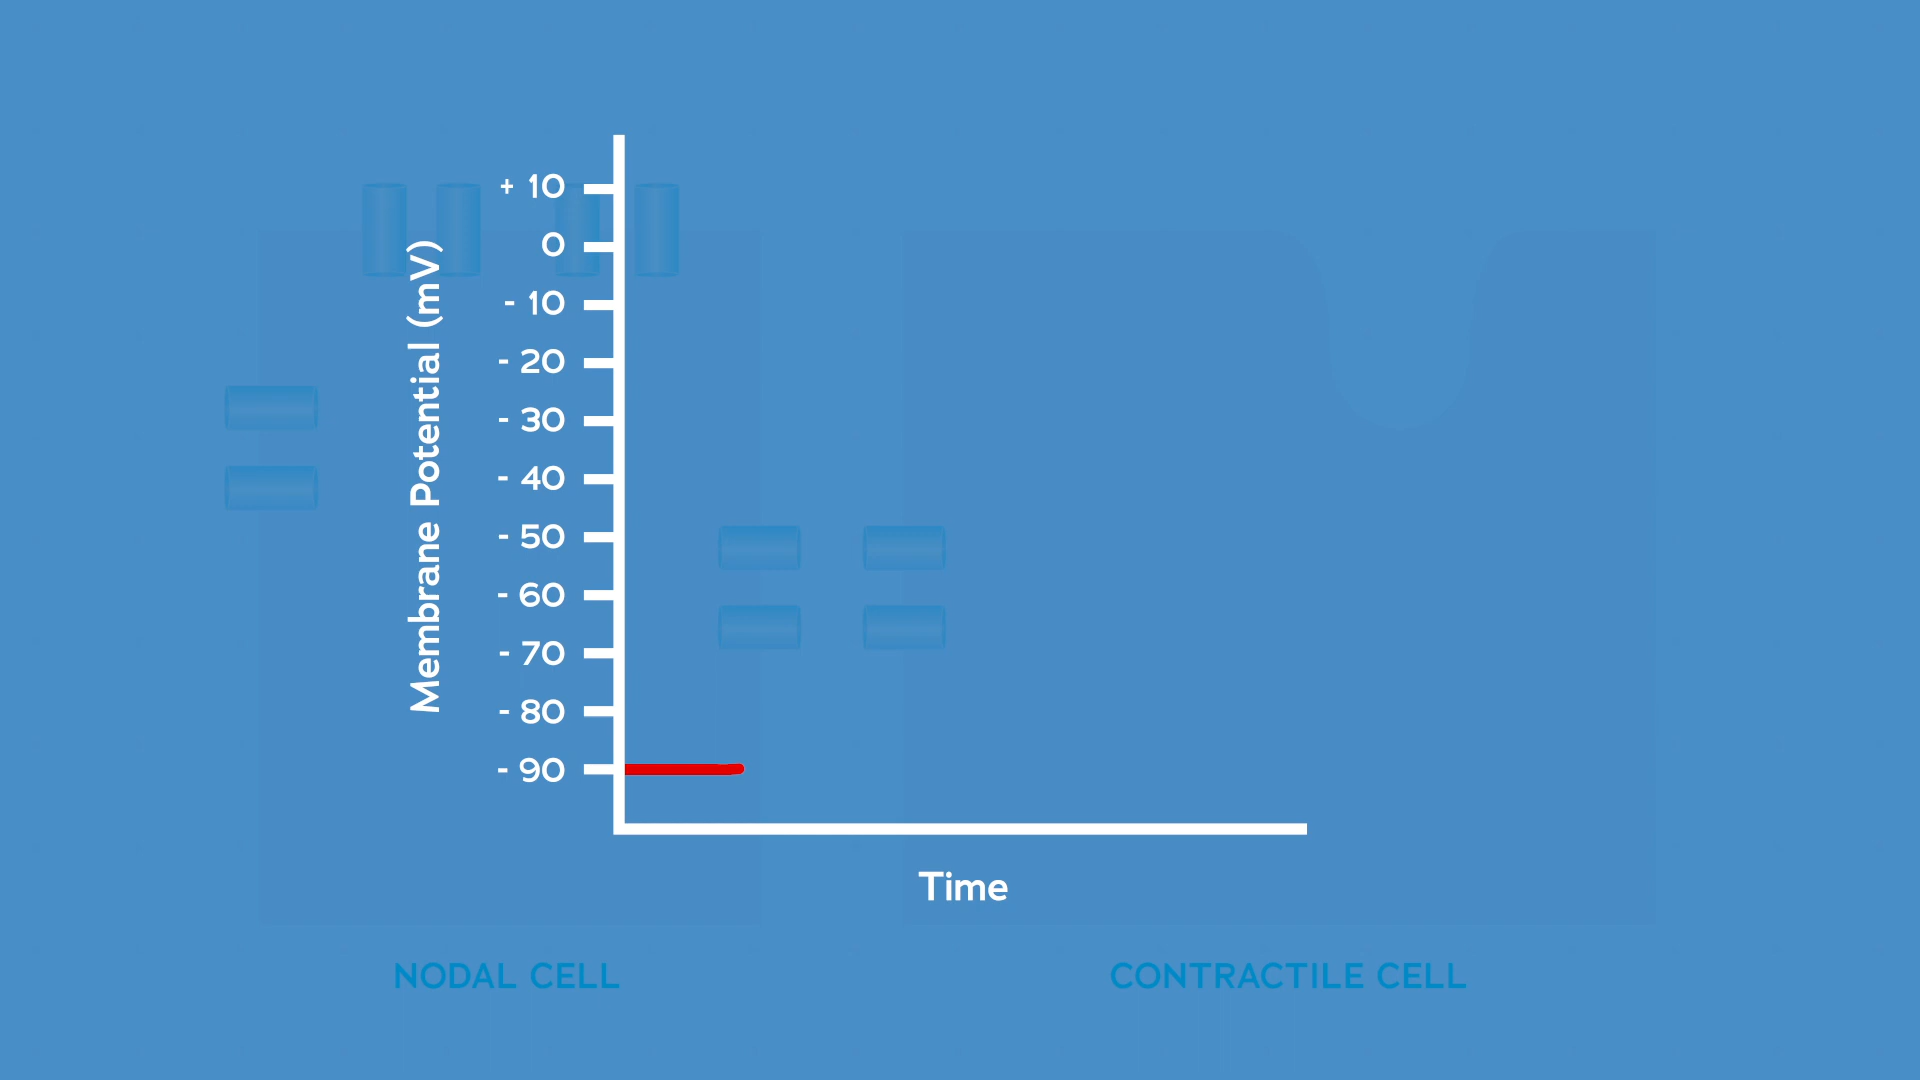 Membrane Potential (mV)
+ 10
0
- 10
- 20
- 30
- 40
- 50
- 60
- 70
- 80
- 90
Time
NODAL CELL
CONTRACTILE CELL